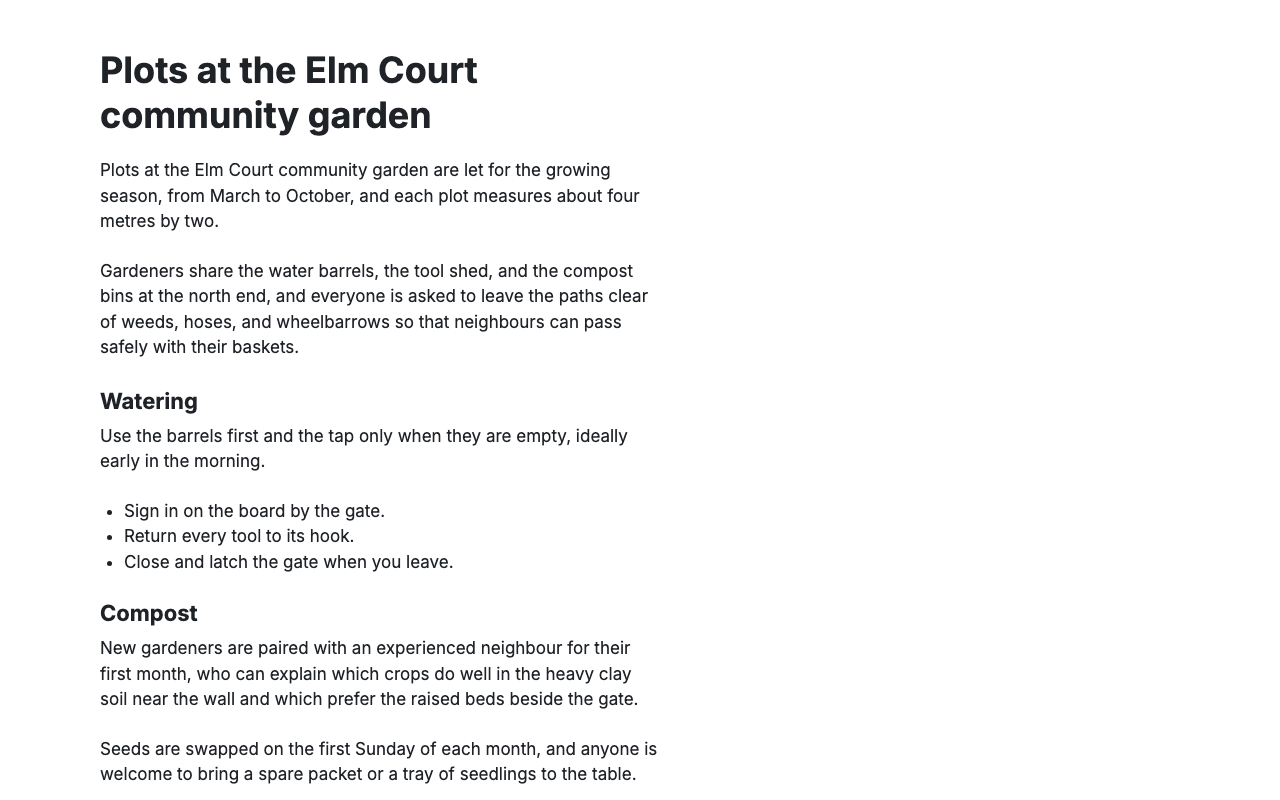 Plots at the Elm Court
community garden
Plots at the Elm Court community garden are let for the growing
season, from March to October, and each plot measures about four
metres by two.
Gardeners share the water barrels, the tool shed, and the compost
bins at the north end, and everyone is asked to leave the paths clear
of weeds, hoses, and wheelbarrows so that neighbours can pass
safely with their baskets.
Watering
Use the barrels first and the tap only when they are empty, ideally
early in the morning.
• Sign in on the board by the gate.
• Return every tool to its hook.
• Close and latch the gate when you leave.
Compost
New gardeners are paired with an experienced neighbour for their
first month, who can explain which crops do well in the heavy clay
soil near the wall and which prefer the raised beds beside the gate.
Seeds are swapped on the first Sunday of each month, and anyone is
welcome to bring a spare packet or a tray of seedlings to the table.